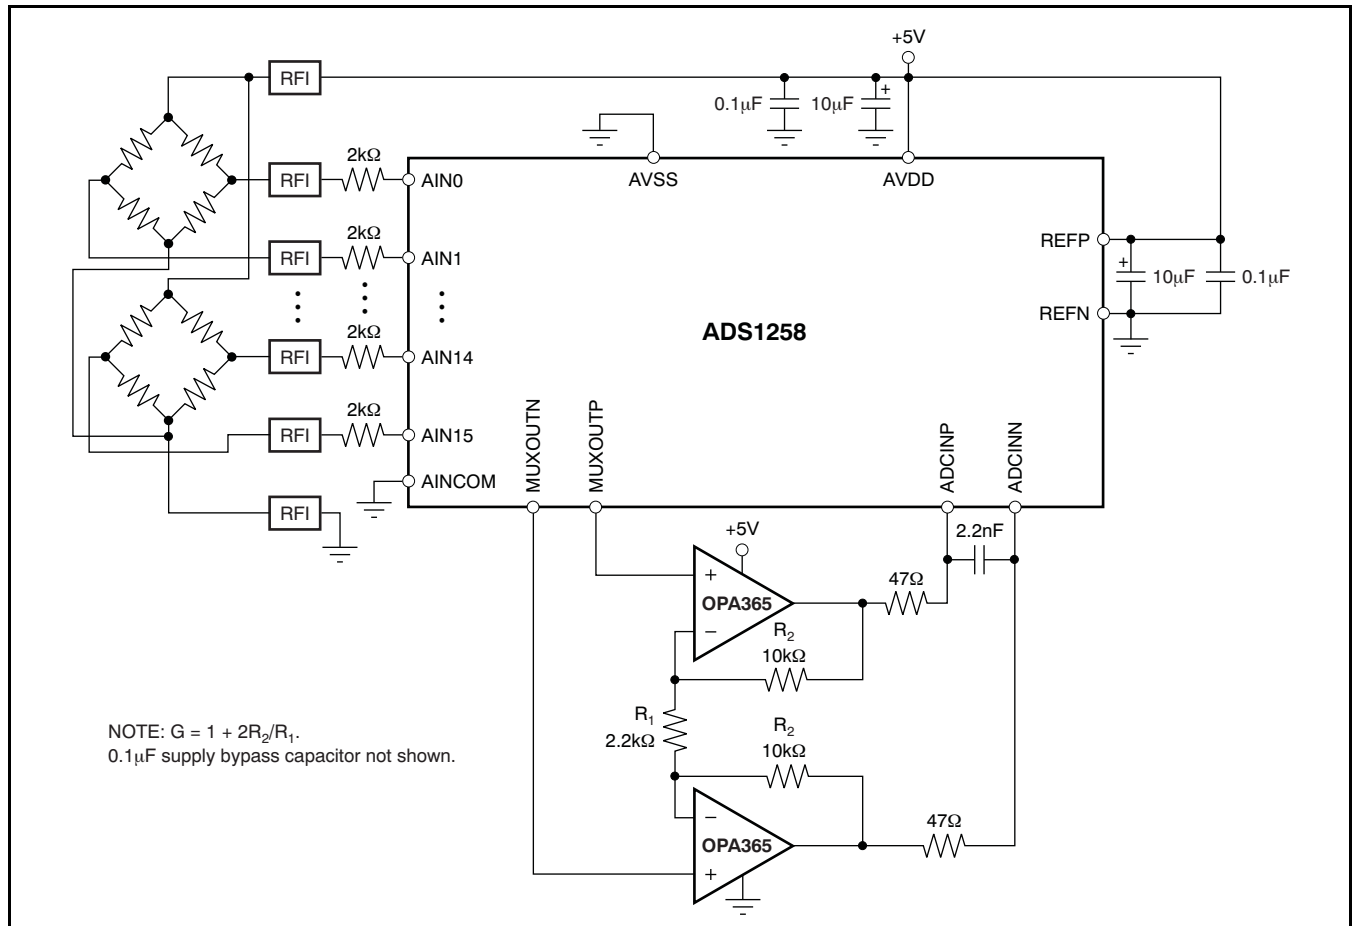 +5V
RFI
0.1μF
10μF
+
2kΩ
RFI
AIN0
AVSS
AVDD
2kΩ
RFI
AIN1
REFP
+
10μF
0.1μF
REFN
ADS1258
2kΩ
RFI
AIN14
2kΩ
RFI
AIN15
AINCOM
RFI
MUXOUTN
MUXOUTP
ADCINP
ADCINN
2.2nF
+5V
+
OPA365
−
47Ω
R2
10kΩ
R1
2.2kΩ
R2
10kΩ
−
OPA365
+
47Ω
NOTE: G = 1 + 2R2/R1.
0.1μF supply bypass capacitor not shown.